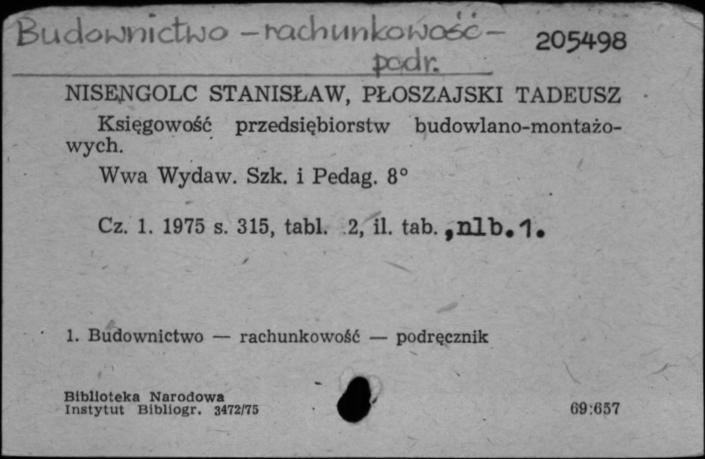 Budownictwo – rachunkowość –
podr.
205498
NISENGOLC STANISŁAW, PŁOSZAJSKI TADEUSZ
Księgowość przedsiębiorstw budowlano-montażo-
wych.
Wwa Wydaw. Szk. i Pedag. 8°
Cz. 1. 1975 s. 315, tabl. 2, il. tab. ,nlb. 1.
1. Budownictwo — rachunkowość — podręcznik
Biblioteka Narodowa
Instytut Bibliogr. 3472/75
69:657